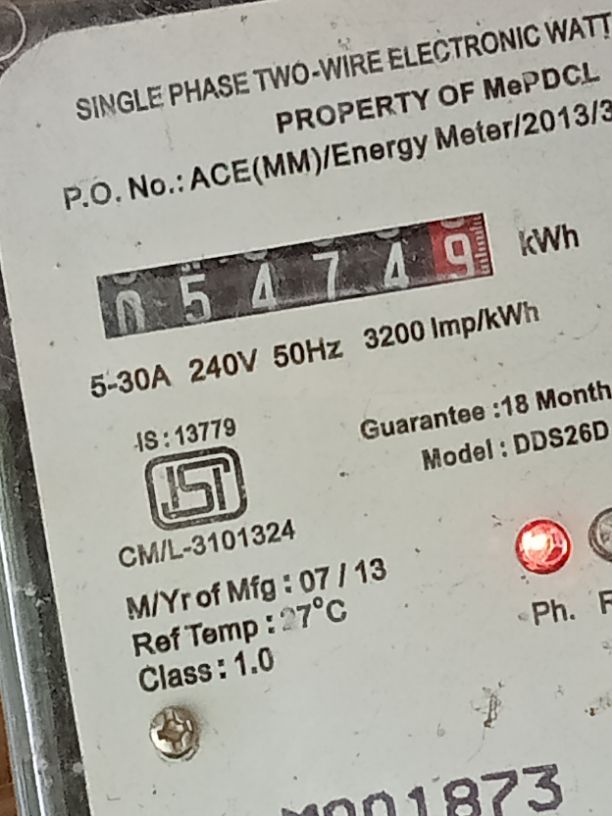 SINGLE PHASE TWO-WIRE ELECTRONIC WATT
PROPERTY OF MePDCL
P.O. No.: ACE(MM)/Energy Meter/2013/3
0 5 4 7 4 9 kWh
5-30A 240V 50Hz 3200 Imp/kWh
IS : 13779
Guarantee :18 Month
Model : DDS26D
ISI
CM/L-3101324
M/Yr of Mfg : 07 / 13
Ref Temp : 27°C
Class : 1.0
Ph.
001873